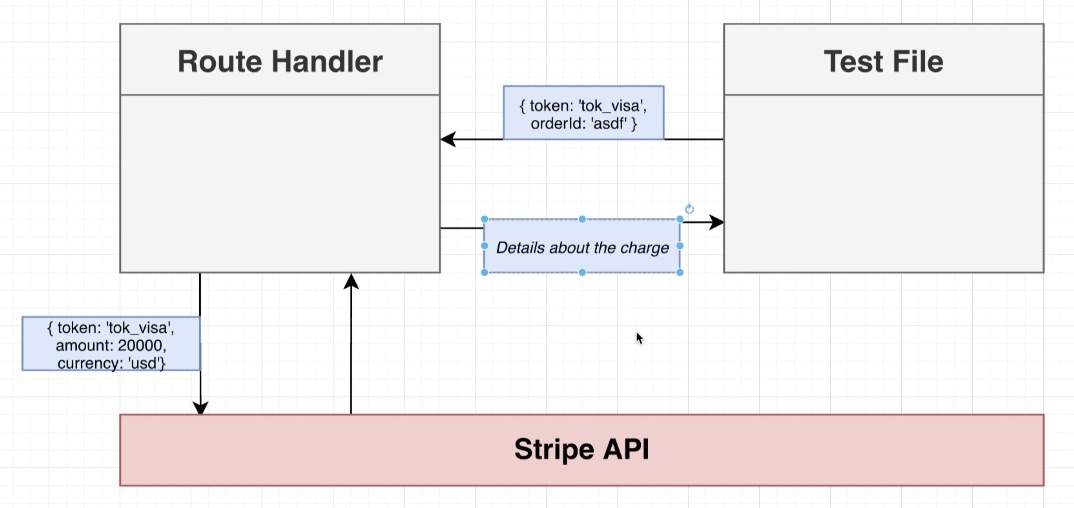 Route Handler
Test File
{ token: 'tok_visa',
orderId: 'asdf' }
Details about the charge
{ token: 'tok_visa',
amount: 20000,
currency: 'usd'}
Stripe API